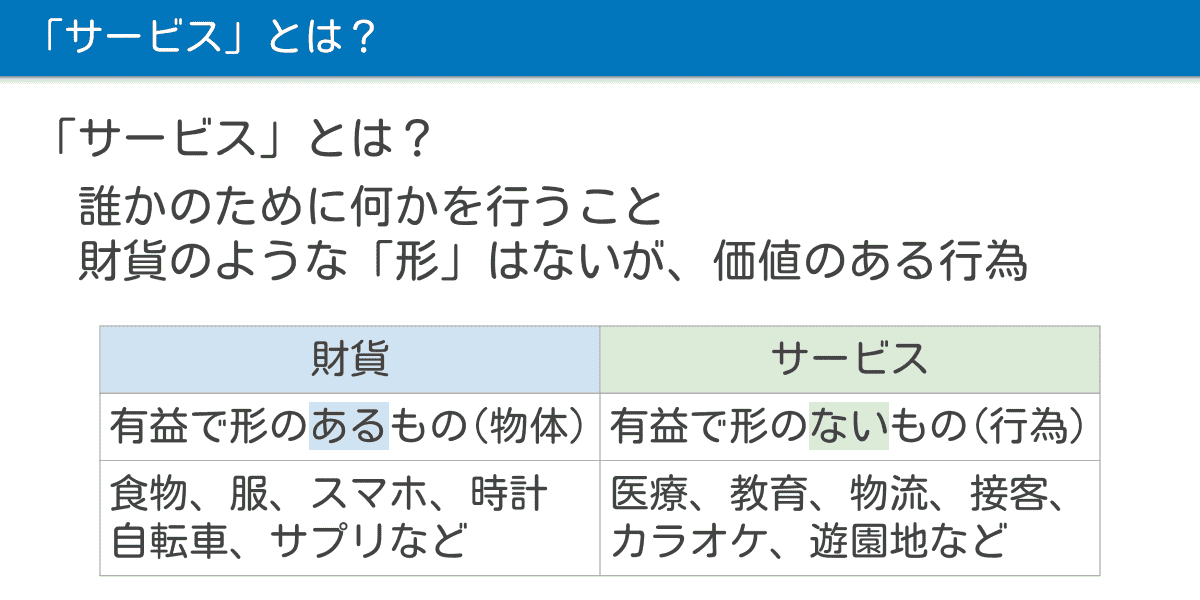 「サービス」とは？
「サービス」とは？
誰かのために何かを行うこと
財貨のような「形」はないが、価値のある行為
財貨
サービス
有益で形のあるもの（物体）
有益で形のないもの（行為）
食物、服、スマホ、時計
自転車、サプリなど
医療、教育、物流、接客、
カラオケ、遊園地など